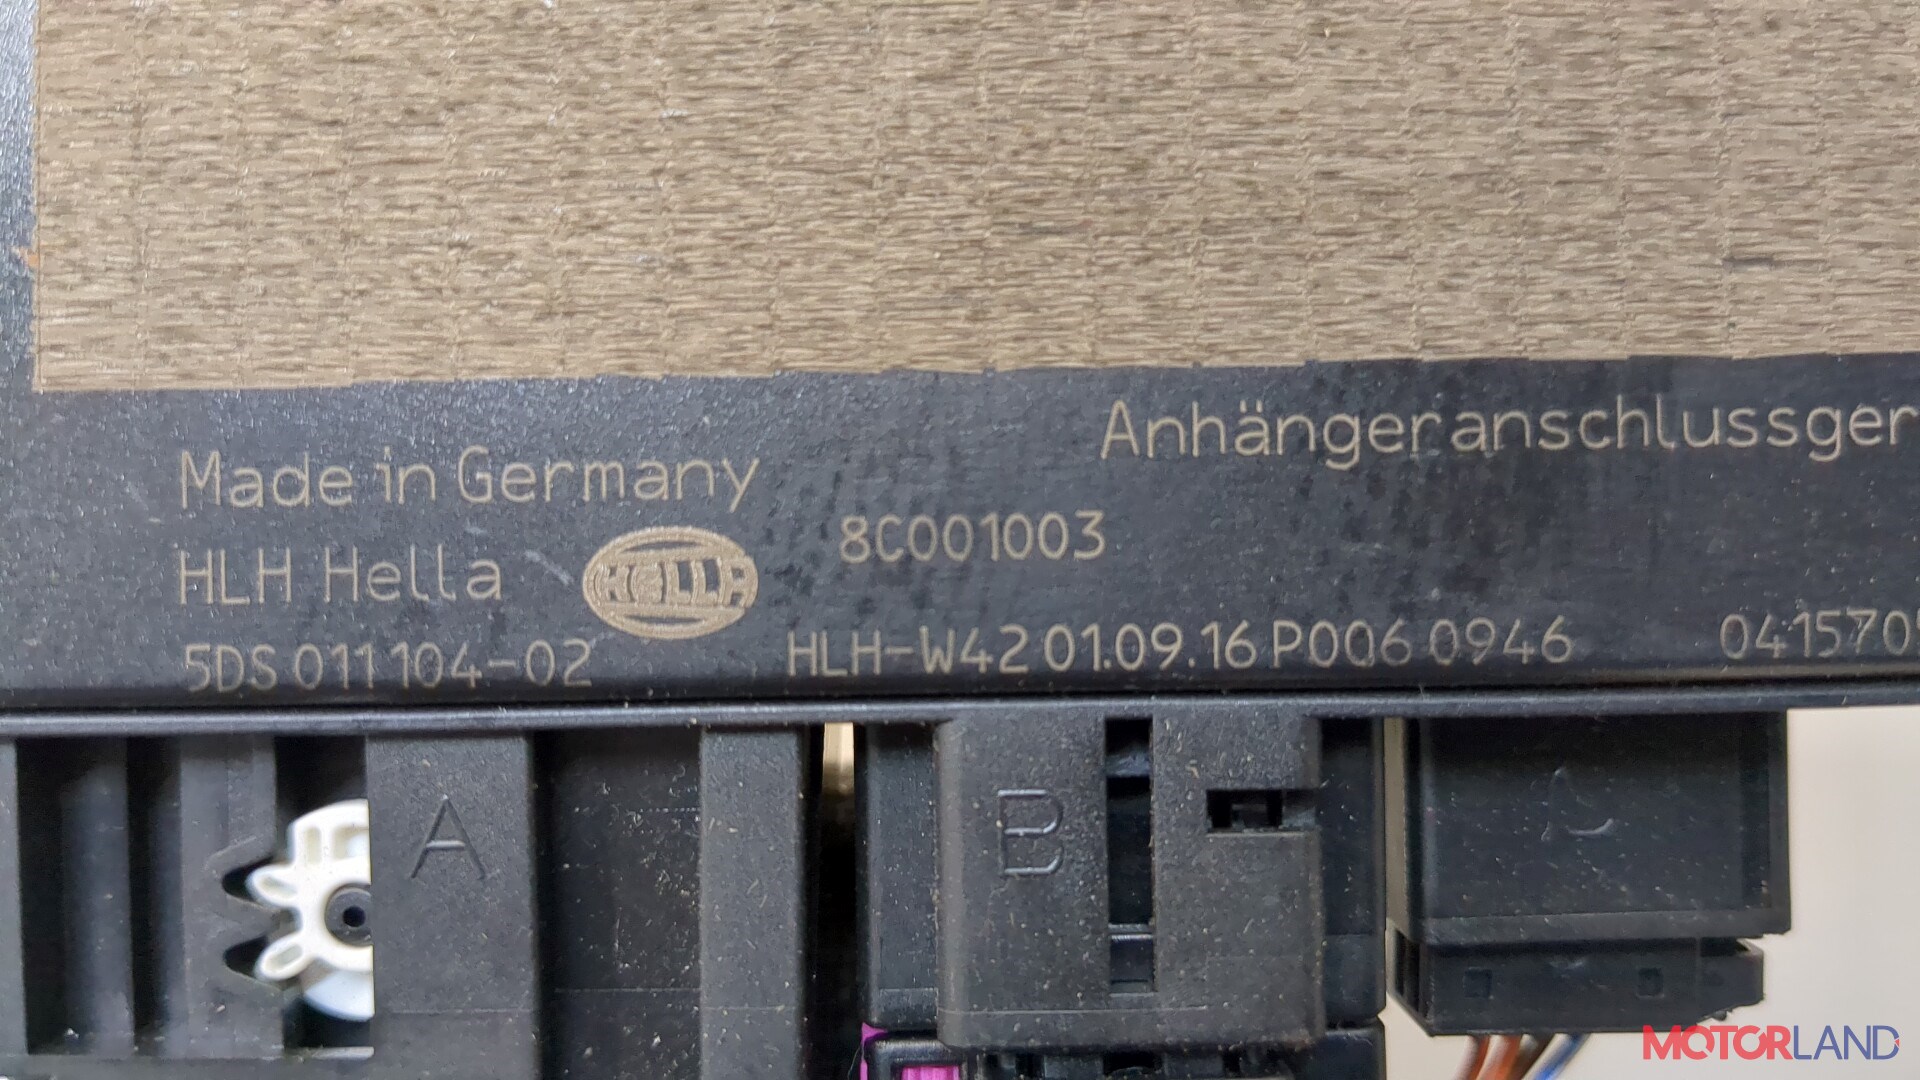 Anhängeranschlussger
Made in Germany
8C001003
HLH Hella
HELLA
5DS 011 104-02
HLH-W42 01.09.16 P006 0946
041570
A
B
C
MOTORLAND